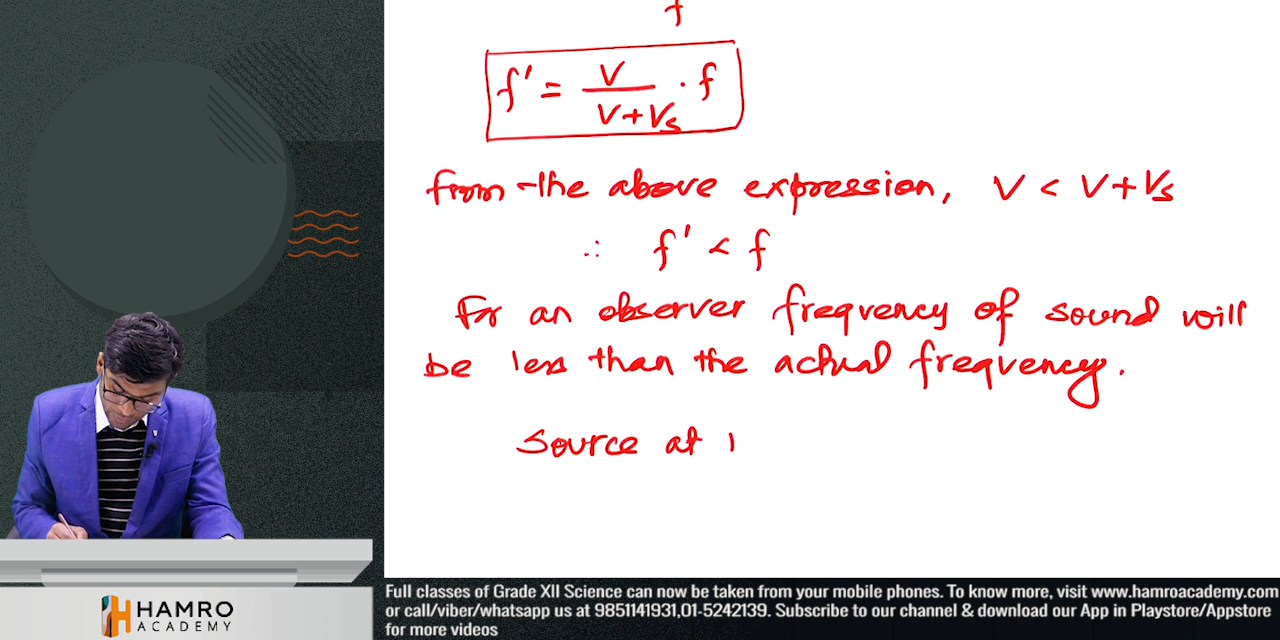 f
f' = V / V+Vs · f
from the above expression, V < V+Vs
∴ f' < f
For an observer frequency of sound will
be less than the actual frequency.
Source at
HAMRO
ACADEMY
Full classes of Grade XII Science can now be taken from your mobile phones. To know more, visit www.hamroacademy.com
or call/viber/whatsapp us at 9851141931,01-5242139. Subscribe to our channel & download our App in Playstore/Appstore
for more videos